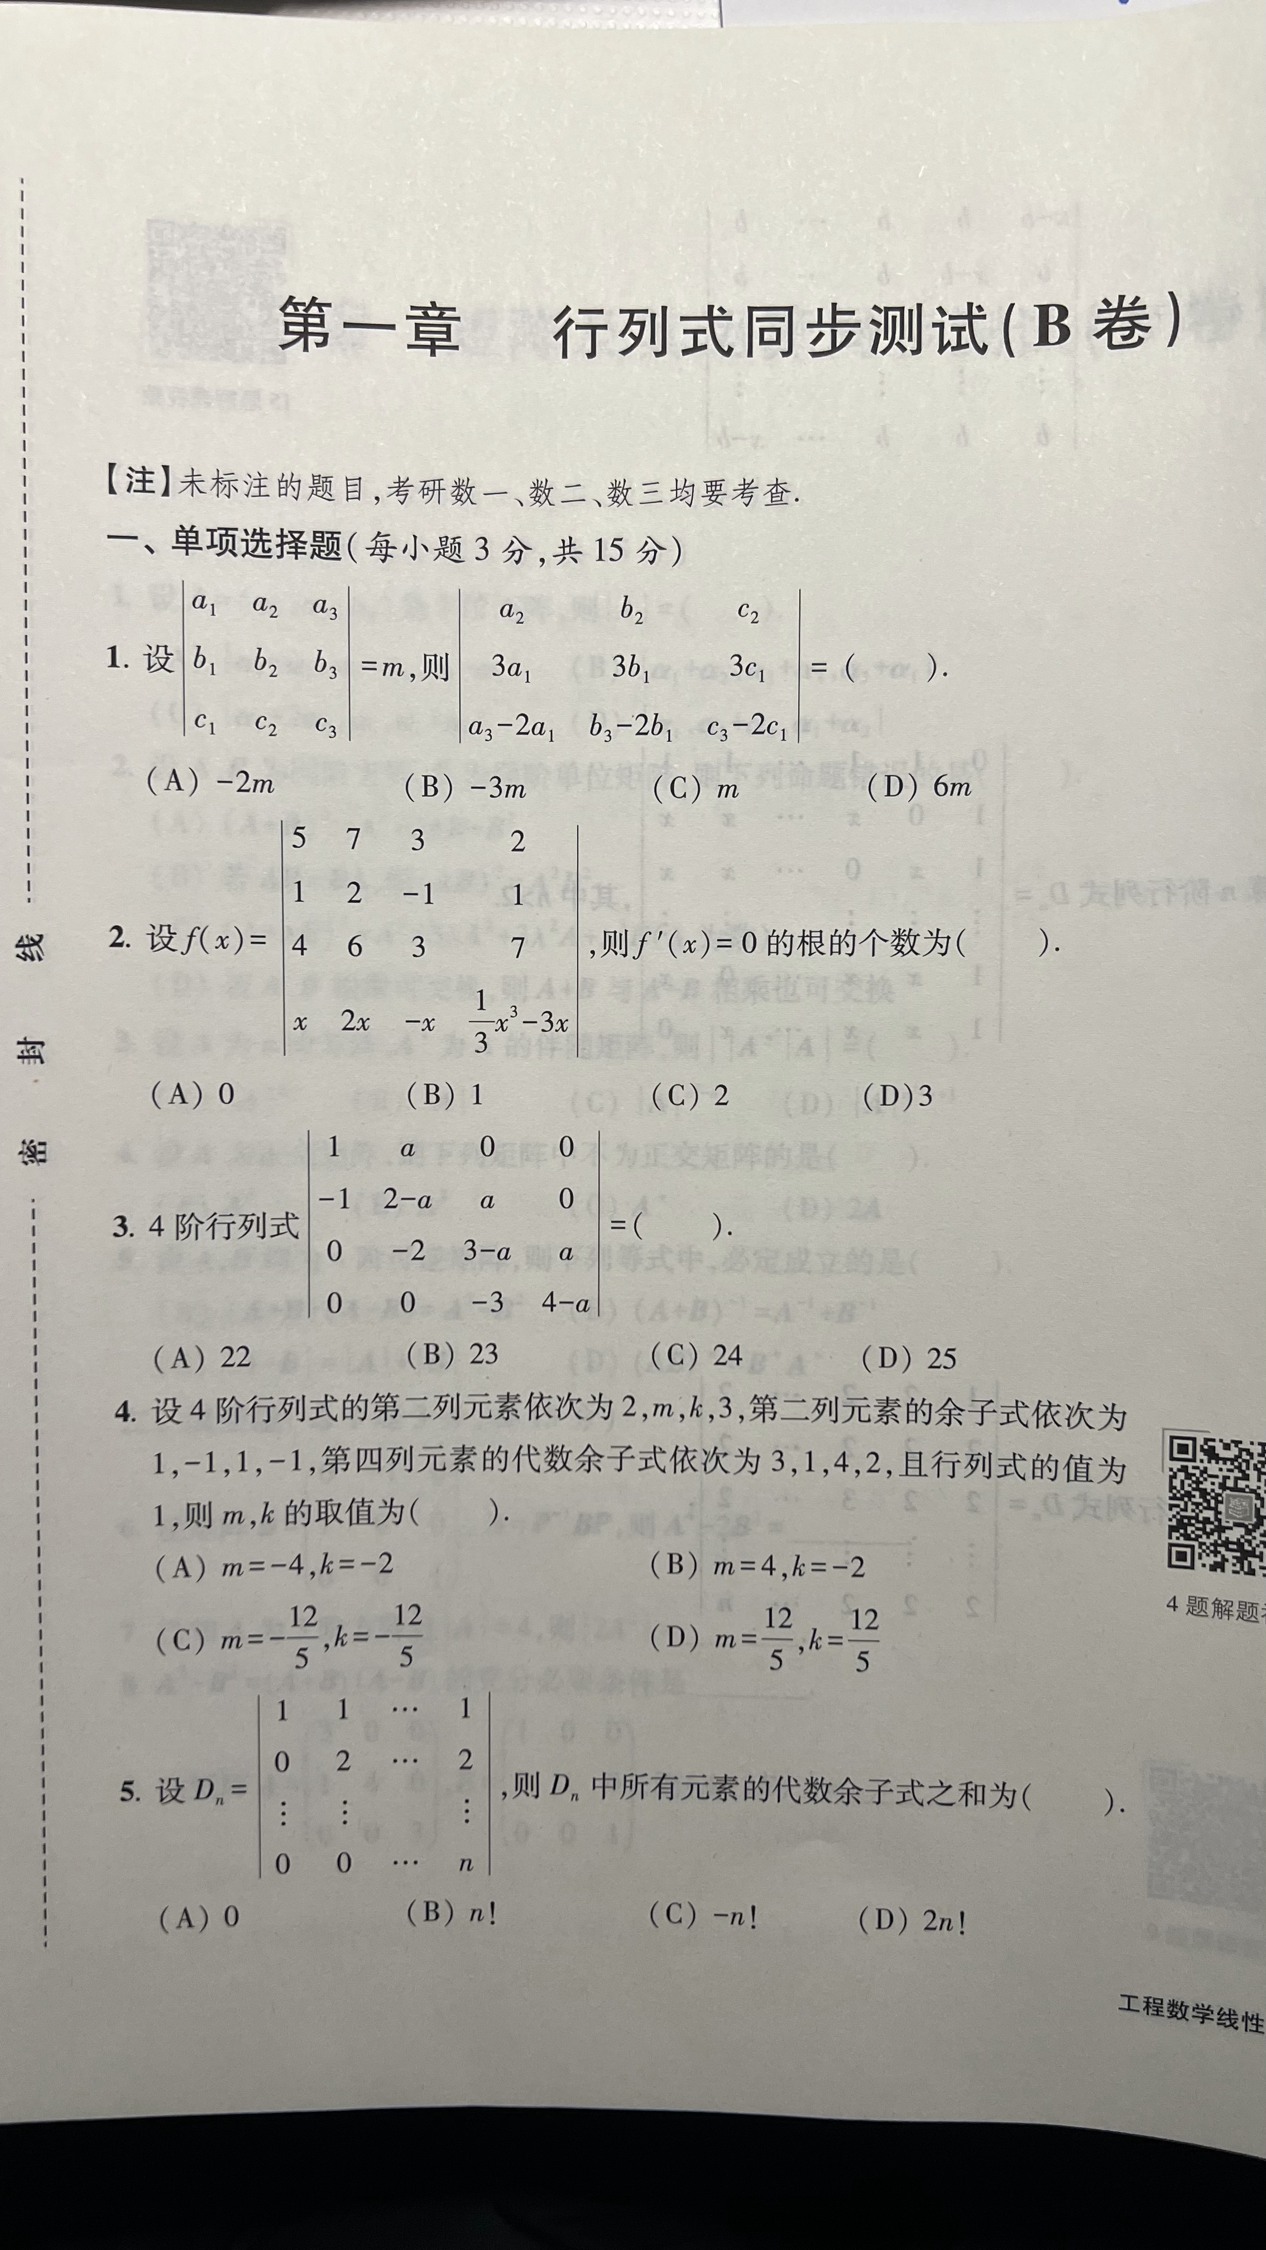 第一章 行列式同步测试(B卷)
【注】未标注的题目,考研数一、数二、数三均要考查.
一、单项选择题(每小题3分,共15分)
1. 设
a₁ a₂ a₃
b₁ b₂ b₃
c₁ c₂ c₃
=m,则
a₂ b₂ c₂
3a₁ 3b₁ 3c₁
a₃-2a₁ b₃-2b₁ c₃-2c₁
=( ).
(A) -2m (B) -3m (C) m (D) 6m
2. 设f(x)=
5 7 3 2
1 2 -1 1
4 6 3 7
x 2x -x 1/3x³-3x
,则f′(x)=0的根的个数为( ).
(A) 0 (B) 1 (C) 2 (D)3
3. 4阶行列式
1 a 0 0
-1 2-a a 0
0 -2 3-a a
0 0 -3 4-a
=( ).
(A) 22 (B) 23 (C) 24 (D) 25
4. 设4阶行列式的第二列元素依次为2,m,k,3,第二列元素的余子式依次为
1,-1,1,-1,第四列元素的代数余子式依次为3,1,4,2,且行列式的值为
1,则m,k的取值为( ).
(A) m=-4,k=-2 (B) m=4,k=-2
(C) m=-12/5,k=-12/5 (D) m=12/5,k=12/5
4题解题
5. 设Dₙ=
1 1 ⋯ 1
0 2 ⋯ 2
⋮ ⋮ ⋮
0 0 ⋯ n
,则Dₙ中所有元素的代数余子式之和为( ).
(A) 0 (B) n! (C) -n! (D) 2n!
工程数学线性
密 封 线